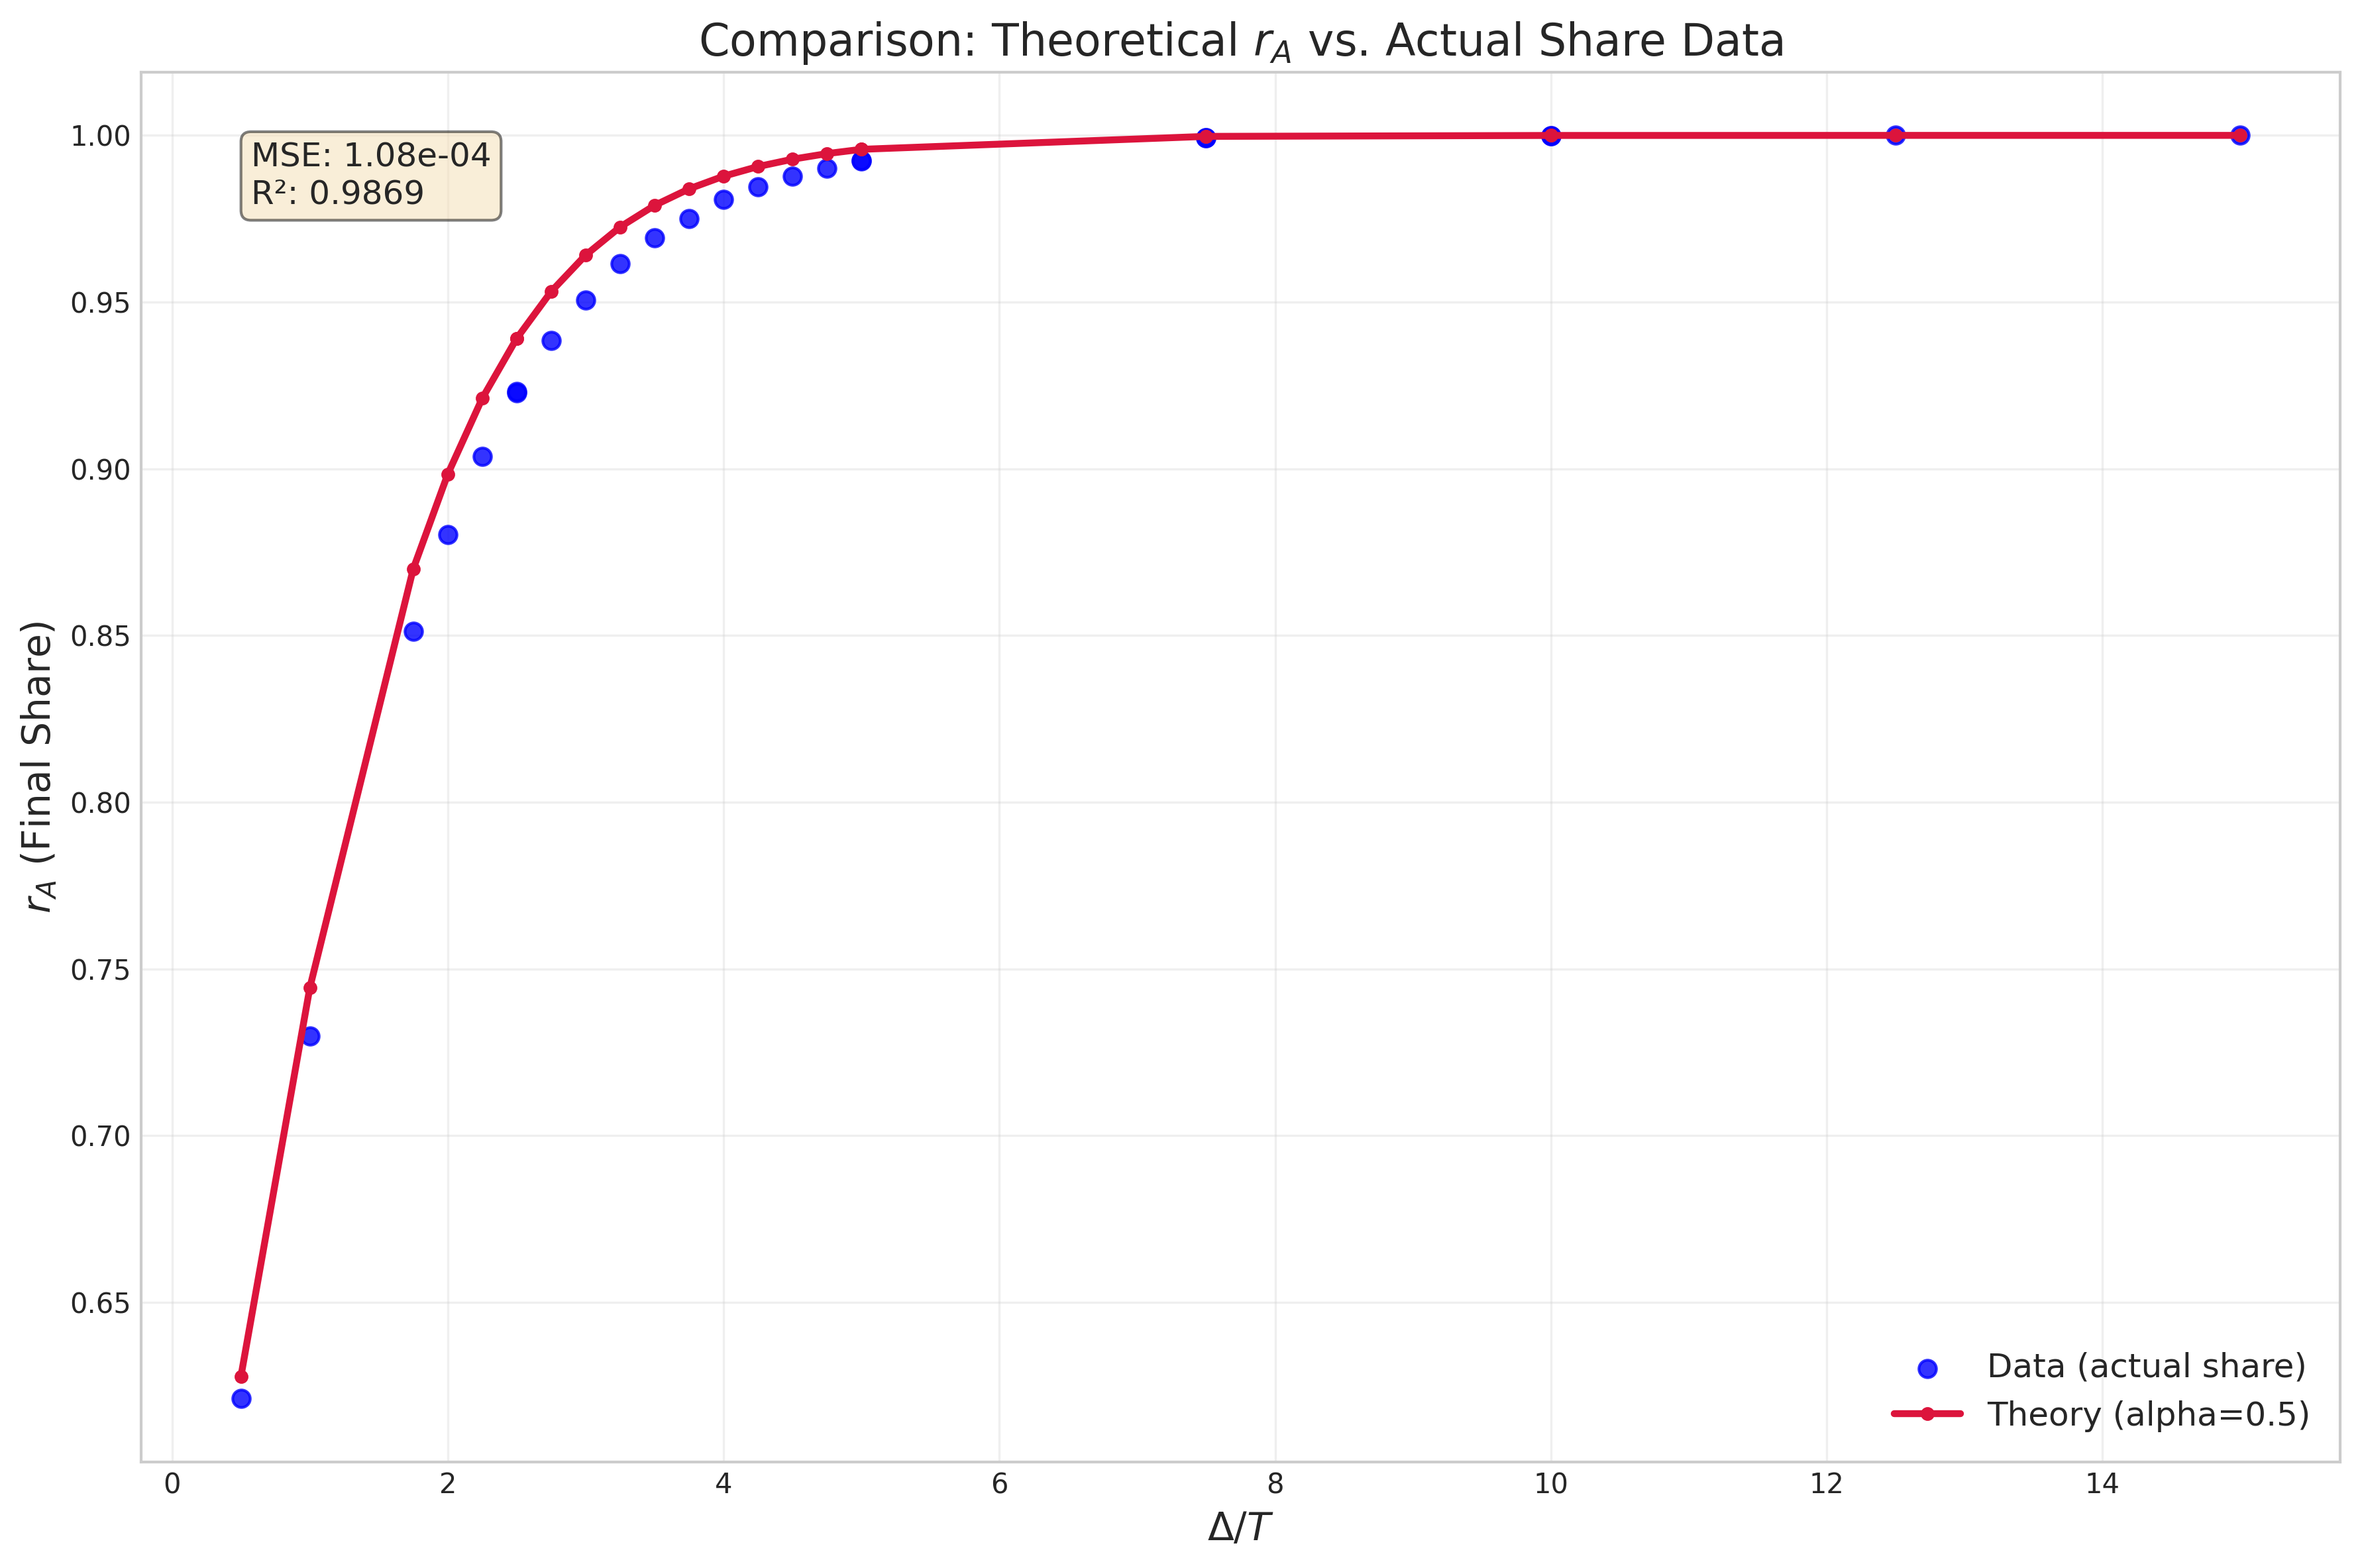 Comparison: Theoretical r_A vs. Actual Share Data
MSE: 1.08e-04
R²: 0.9869
1.00
0.95
0.90
0.85
0.80
0.75
0.70
0.65
r_A (Final Share)
Data (actual share)
Theory (alpha=0.5)
0 2 4 6 8 10 12 14
Δ/T